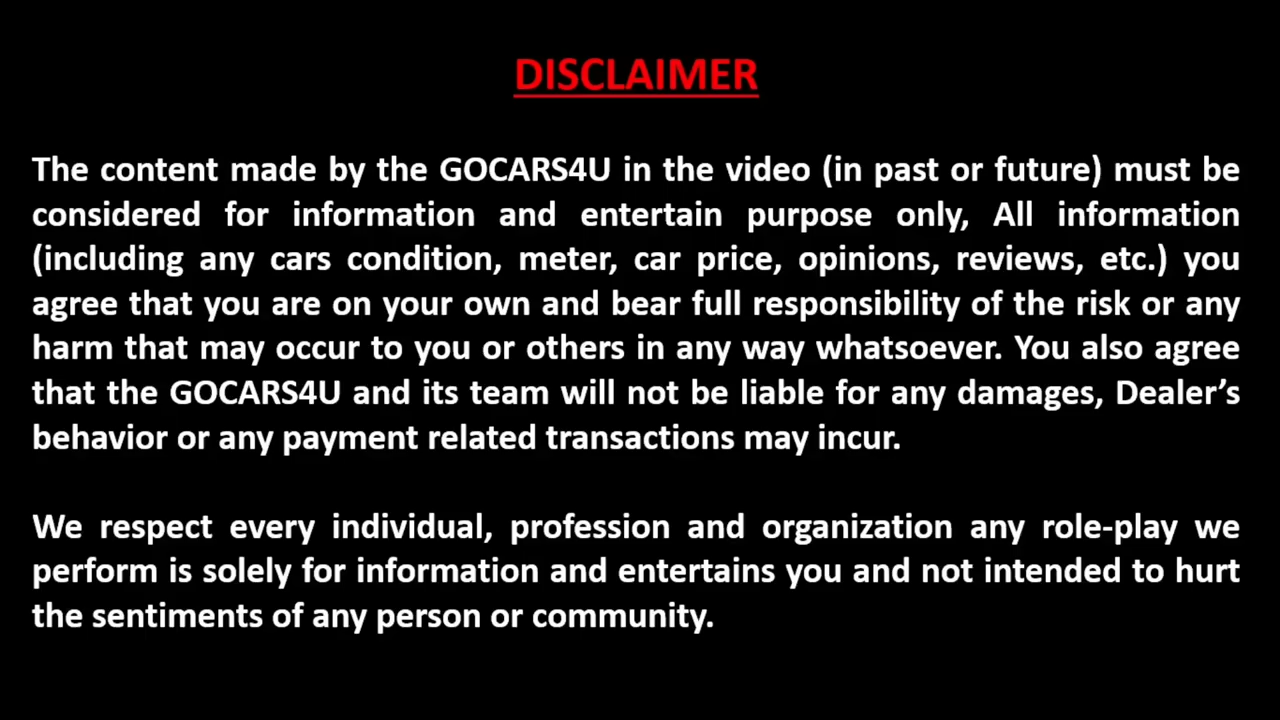 DISCLAIMER
The content made by the GOCARS4U in the video (in past or future) must be
considered for information and entertain purpose only, All information
(including any cars condition, meter, car price, opinions, reviews, etc.) you
agree that you are on your own and bear full responsibility of the risk or any
harm that may occur to you or others in any way whatsoever. You also agree
that the GOCARS4U and its team will not be liable for any damages, Dealer’s
behavior or any payment related transactions may incur.
We respect every individual, profession and organization any role-play we
perform is solely for information and entertains you and not intended to hurt
the sentiments of any person or community.